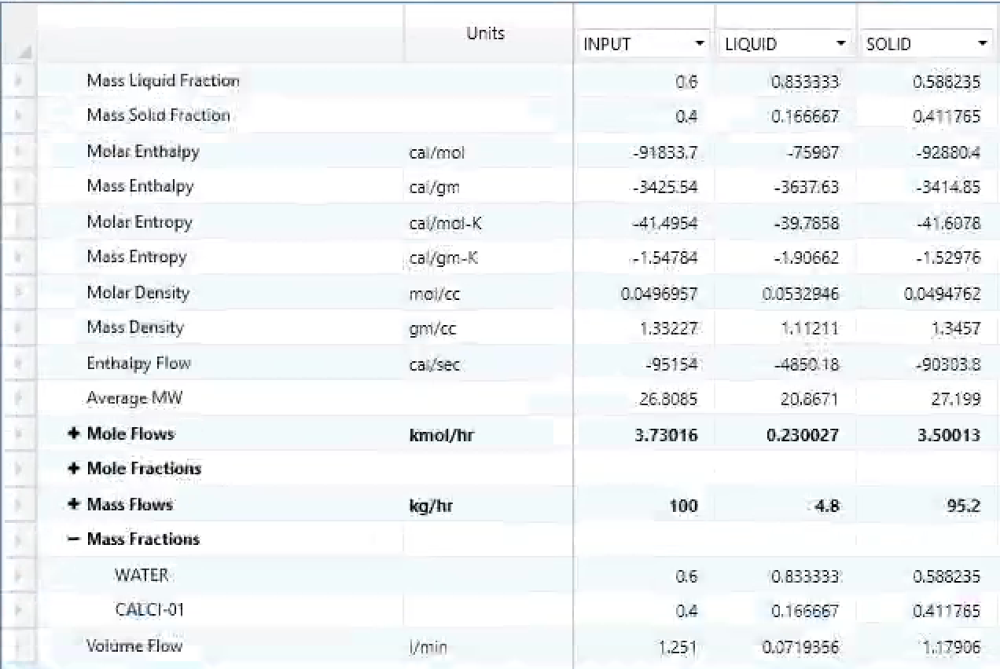 Units INPUT LIQUID SOLID
Mass Liquid Fraction 0.6 0.833333 0.588235
Mass Solid Fraction 0.4 0.166667 0.411765
Molar Enthalpy cal/mol -91833.7 -75907 -92880.4
Mass Enthalpy cal/gm -3425.54 -3637.63 -3414.85
Molar Entropy cal/mol-K -41.4954 -39.7858 -41.6078
Mass Entropy cal/gm-K -1.54784 -1.90662 -1.52976
Molar Density mol/cc 0.0496957 0.0532946 0.0494762
Mass Density gm/cc 1.33227 1.11211 1.3457
Enthalpy Flow cal/sec -95154 -4850.18 -90303.8
Average MW 26.8085 20.8671 27.199
+ Mole Flows kmol/hr 3.73016 0.230027 3.50013
+ Mole Fractions
+ Mass Flows kg/hr 100 4.8 95.2
− Mass Fractions
WATER 0.6 0.833333 0.588235
CALCI-01 0.4 0.166667 0.411765
Volume Flow l/min 1.251 0.0719356 1.17906